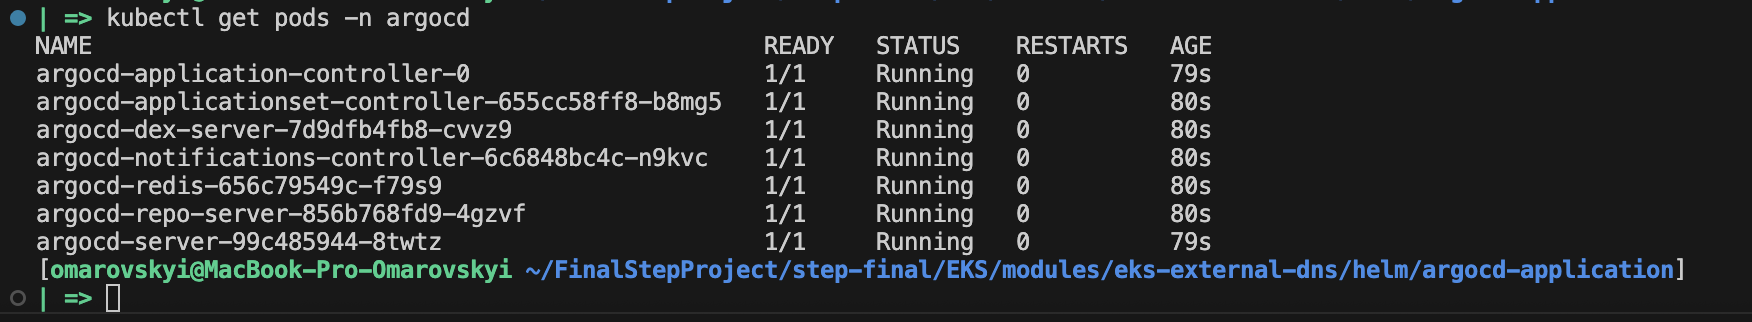 | => kubectl get pods -n argocd
NAME READY STATUS RESTARTS AGE
argocd-application-controller-0 1/1 Running 0 79s
argocd-applicationset-controller-655cc58ff8-b8mg5 1/1 Running 0 80s
argocd-dex-server-7d9dfb4fb8-cvvz9 1/1 Running 0 80s
argocd-notifications-controller-6c6848bc4c-n9kvc 1/1 Running 0 80s
argocd-redis-656c79549c-f79s9 1/1 Running 0 80s
argocd-repo-server-856b768fd9-4gzvf 1/1 Running 0 80s
argocd-server-99c485944-8twtz 1/1 Running 0 79s
[omarovskyi@MacBook-Pro-Omarovskyi ~/FinalStepProject/step-final/EKS/modules/eks-external-dns/helm/argocd-application]
| =>